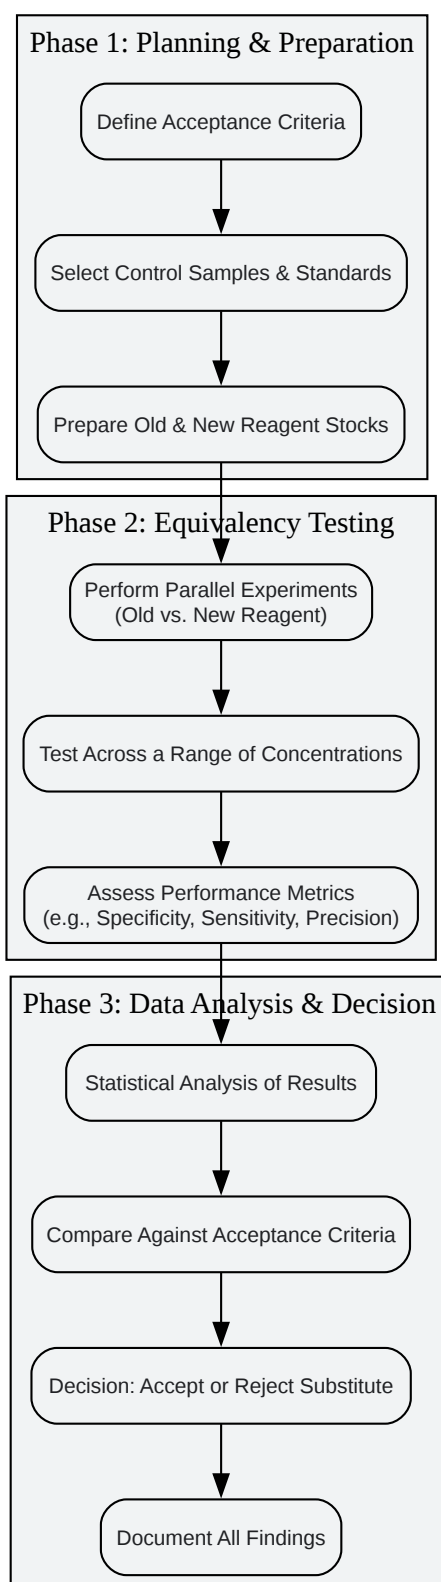 Phase 1: Planning & Preparation
Define Acceptance Criteria
Select Control Samples & Standards
Prepare Old & New Reagent Stocks
Phase 2: Equivalency Testing
Perform Parallel Experiments
(Old vs. New Reagent)
Test Across a Range of Concentrations
Assess Performance Metrics
(e.g., Specificity, Sensitivity, Precision)
Phase 3: Data Analysis & Decision
Statistical Analysis of Results
Compare Against Acceptance Criteria
Decision: Accept or Reject Substitute
Document All Findings